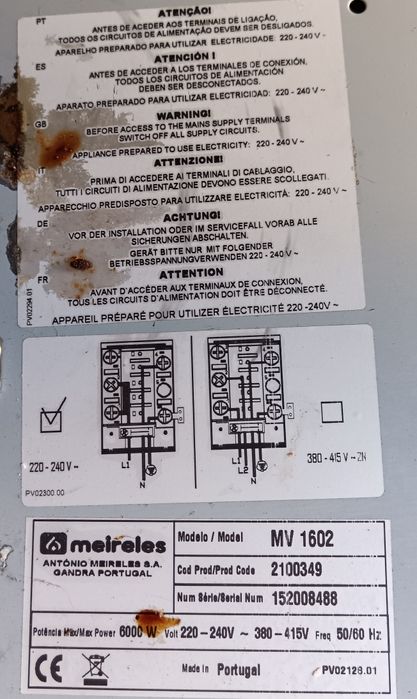 PT
ATENÇÃO!
ANTES DE ACEDER AOS TERMINAIS DE LIGAÇÃO,
TODOS OS CIRCUITOS DE ALIMENTAÇÃO DEVEM SER DESLIGADOS.
APARELHO PREPARADO PARA UTILIZAR ELECTRICIDADE: 220 -240 V~
ES
ATENCIÓN !
ANTES DE ACCEDER A LOS TERMINALES DE CONEXIÓN,
TODOS LOS CIRCUITOS DE ALIMENTACIÓN
DEBEN SER DESCONECTADOS.
APARATO PREPARADO PARA UTILIZAR ELECTRICIDAD: 220 -240 V~
GB
WARNING!
BEFORE ACCESS TO THE MAINS SUPPLY TERMINALS
SWITCH OFF ALL SUPPLY CIRCUITS.
APPLIANCE PREPARED TO USE ELECTRICITY: 220 -240 V~
IT
ATTENZIONE!
PRIMA DI ACCEDERE AI TERMINALI DI CABLAGGIO,
TUTTI I CIRCUITI DI ALIMENTAZIONE DEVONO ESSERE SCOLLEGATI.
APPARECCHIO PREDISPOSTO PER UTILIZZARE ELETTRICITÀ: 220 -240 V~
DE
ACHTUNG!
VOR DER INSTALLATION ODER IM SERVICEFALL VORAB ALLE
SICHERUNGEN ABSCHALTEN.
GERÄT BITTE NUR MIT FOLGENDER
BETRIEBSSPANNUNGVERWENDEN 220 -240 V~
FR
ATTENTION
AVANT D'ACCÉDER AUX TERMINAUX DE CONNEXION,
TOUS LES CIRCUITS D'ALIMENTATION DOIT ÊTRE DÉCONNECTÉ.
APPAREIL PRÉPARÉ POUR UTILIZER ÉLECTRICITÉ 220 -240V~
PV02294.01
220 -240 V ~
L1
N
L1
L2
N
380 -415 V ~ 2N
PV02300.00
meireles
ANTÓNIO MEIRELES S.A.
GANDRA PORTUGAL
Modelo / Model MV 1602
Cod Prod/Prod Code 2100349
Num Série/Serial Num 152008488
Potência Máx/Max Power 6000 W Volt 220-240V ~ 380-415V Freq 50/60 Hz
CE
Made in Portugal
PV02126.01